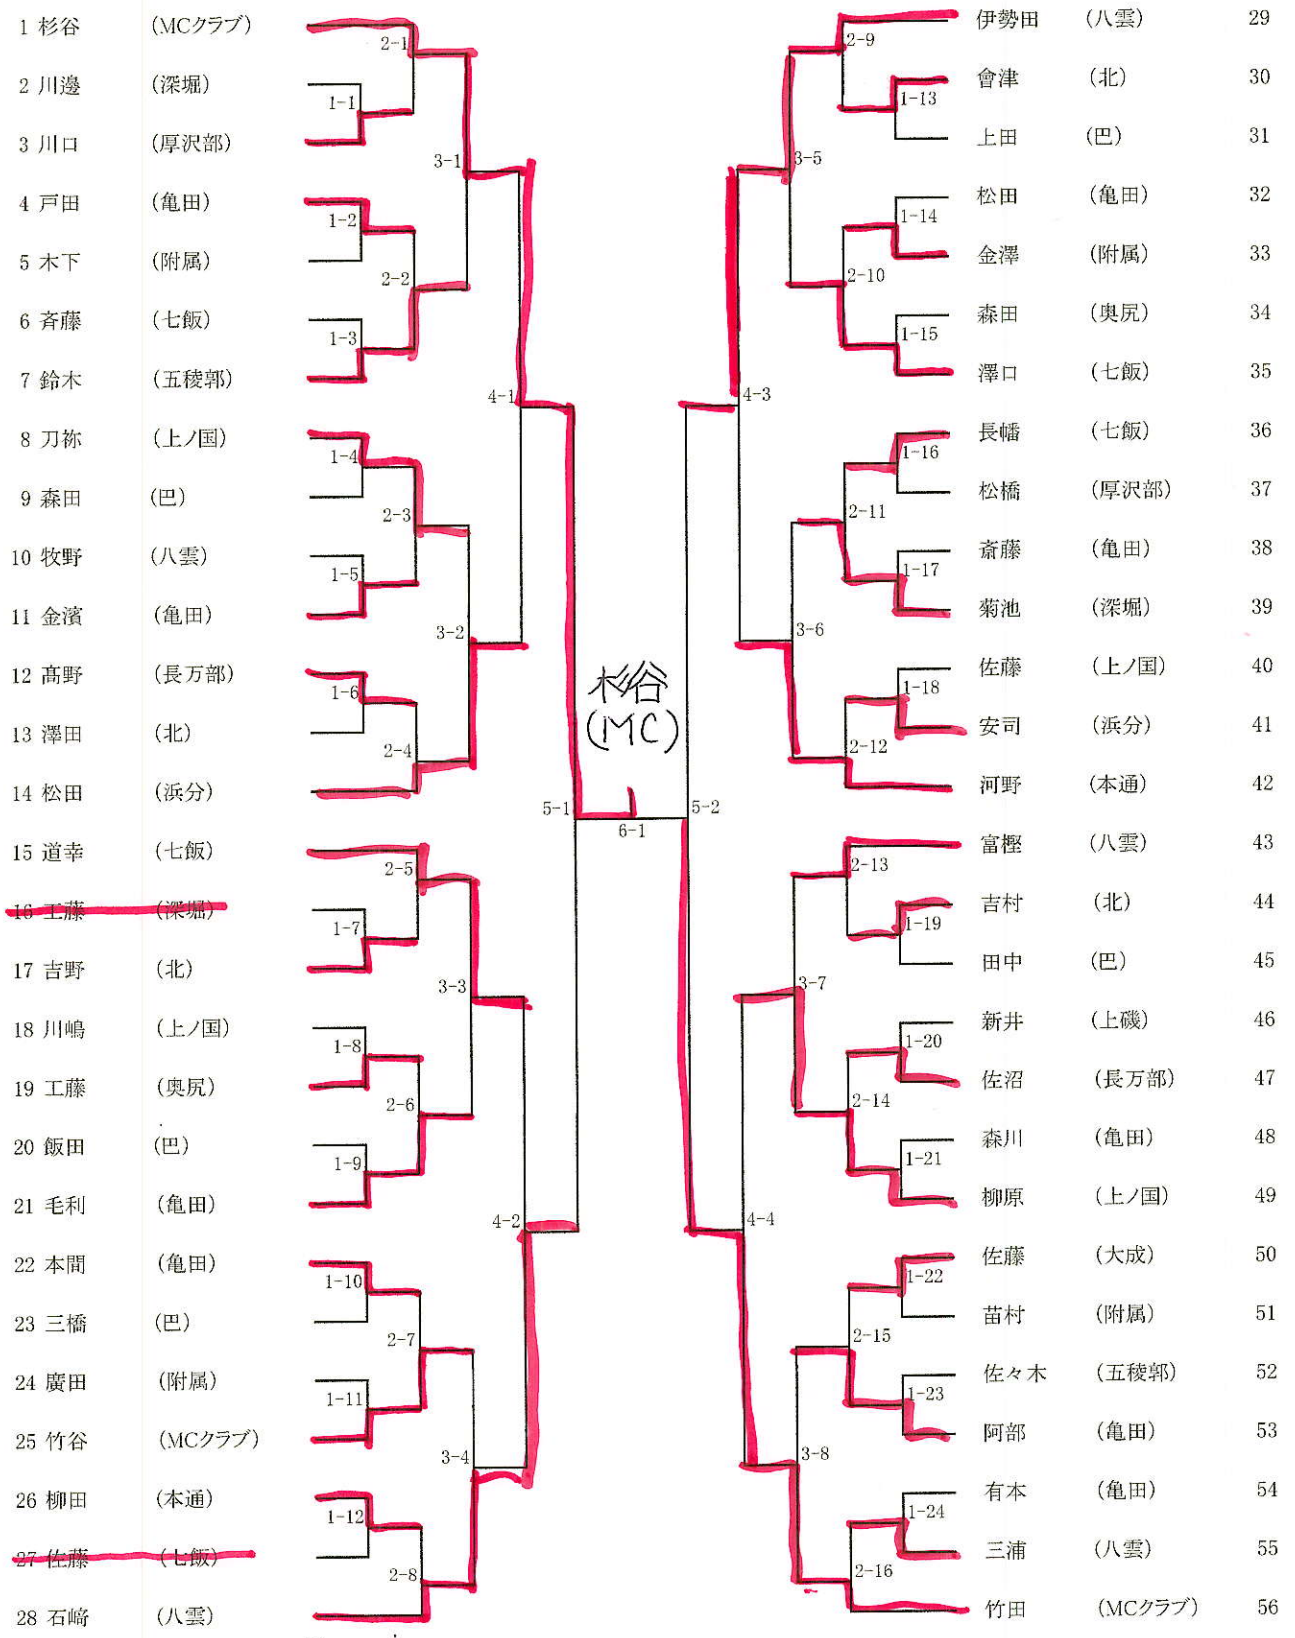 1 杉谷 (MCクラブ)
2 川邊 (深堀)
3 川口 (厚沢部)
4 戸田 (亀田)
5 木下 (附属)
6 斉藤 (七飯)
7 鈴木 (五稜郭)
8 刀祢 (上ノ国)
9 森田 (巴)
10 牧野 (八雲)
11 金濱 (亀田)
12 髙野 (長万部)
13 澤田 (北)
14 松田 (浜分)
15 道幸 (七飯)
16 工藤 (深堀)
17 吉野 (北)
18 川嶋 (上ノ国)
19 工藤 (奥尻)
20 飯田 (巴)
21 毛利 (亀田)
22 本間 (亀田)
23 三橋 (巴)
24 廣田 (附属)
25 竹谷 (MCクラブ)
26 柳田 (本通)
27 佐藤 (七飯)
28 石﨑 (八雲)
1-1
1-2
1-3
1-4
1-5
1-6
1-7
1-8
1-9
1-10
1-11
1-12
2-1
2-2
2-3
2-4
2-5
2-6
2-7
2-8
3-1
3-2
3-3
3-4
4-1
4-2
5-1
杉谷
(MC)
6-1
5-2
4-3
4-4
3-5
3-6
3-7
3-8
2-9
2-10
2-11
2-12
2-13
2-14
2-15
2-16
1-13
1-14
1-15
1-16
1-17
1-18
1-19
1-20
1-21
1-22
1-23
1-24
伊勢田 (八雲) 29
會津 (北) 30
上田 (巴) 31
松田 (亀田) 32
金澤 (附属) 33
森田 (奥尻) 34
澤口 (七飯) 35
長幡 (七飯) 36
松橋 (厚沢部) 37
斎藤 (亀田) 38
菊池 (深堀) 39
佐藤 (上ノ国) 40
安司 (浜分) 41
河野 (本通) 42
富樫 (八雲) 43
吉村 (北) 44
田中 (巴) 45
新井 (上磯) 46
佐沼 (長万部) 47
森川 (亀田) 48
柳原 (上ノ国) 49
佐藤 (大成) 50
苗村 (附属) 51
佐々木 (五稜郭) 52
阿部 (亀田) 53
有本 (亀田) 54
三浦 (八雲) 55
竹田 (MCクラブ) 56